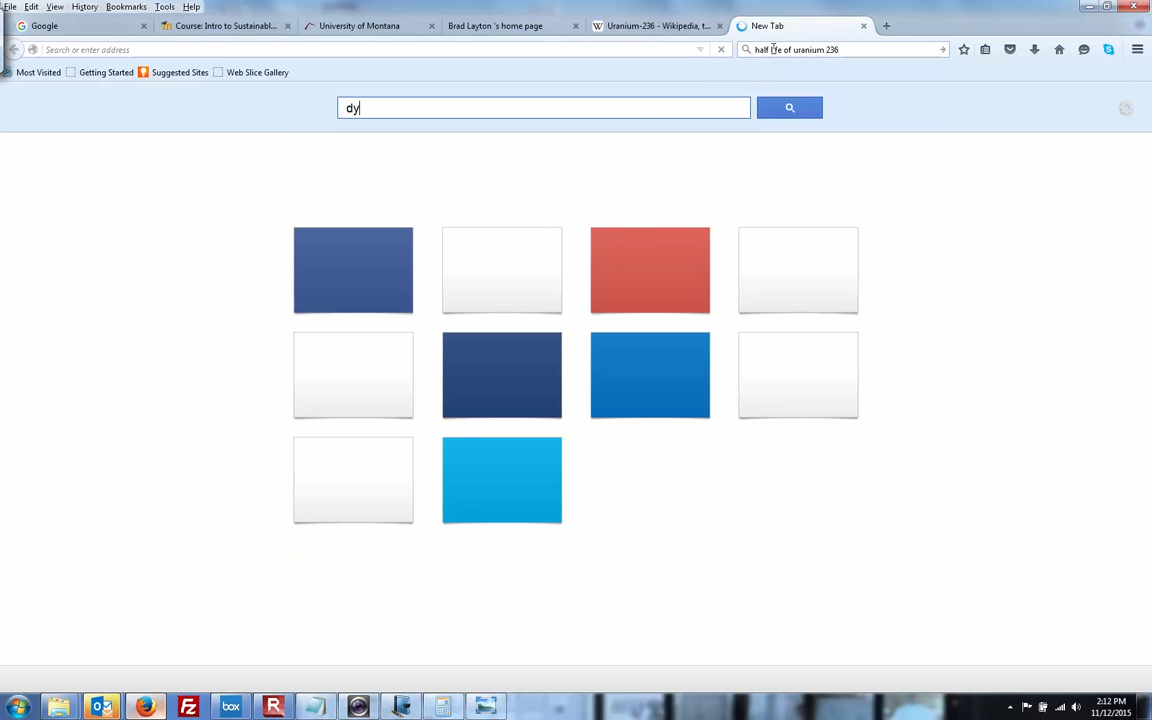 File Edit View History Bookmarks Tools Help
Google Course: Intro to Sustainabl... University of Montana Brad Layton 's home page Uranium-236 - Wikipedia, t... New Tab
Search or enter address half life of uranium 236
Most Visited Getting Started Suggested Sites Web Slice Gallery
dy
box
2:12 PM
11/12/2015